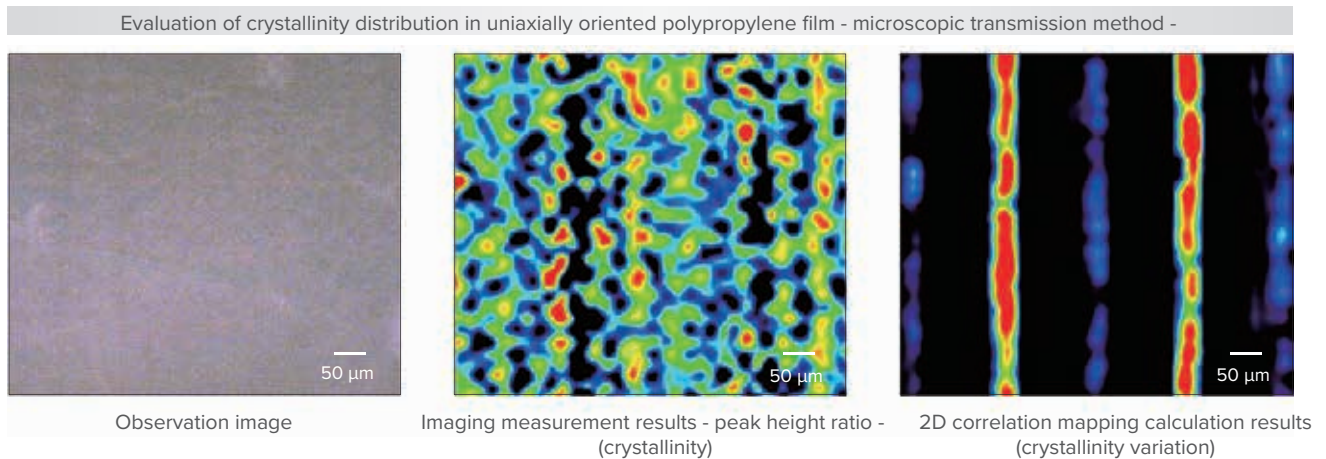 Evaluation of crystallinity distribution in uniaxially oriented polypropylene film - microscopic transmission method -
50 µm
50 µm
50 µm
Observation image
Imaging measurement results - peak height ratio -
(crystallinity)
2D correlation mapping calculation results
(crystallinity variation)